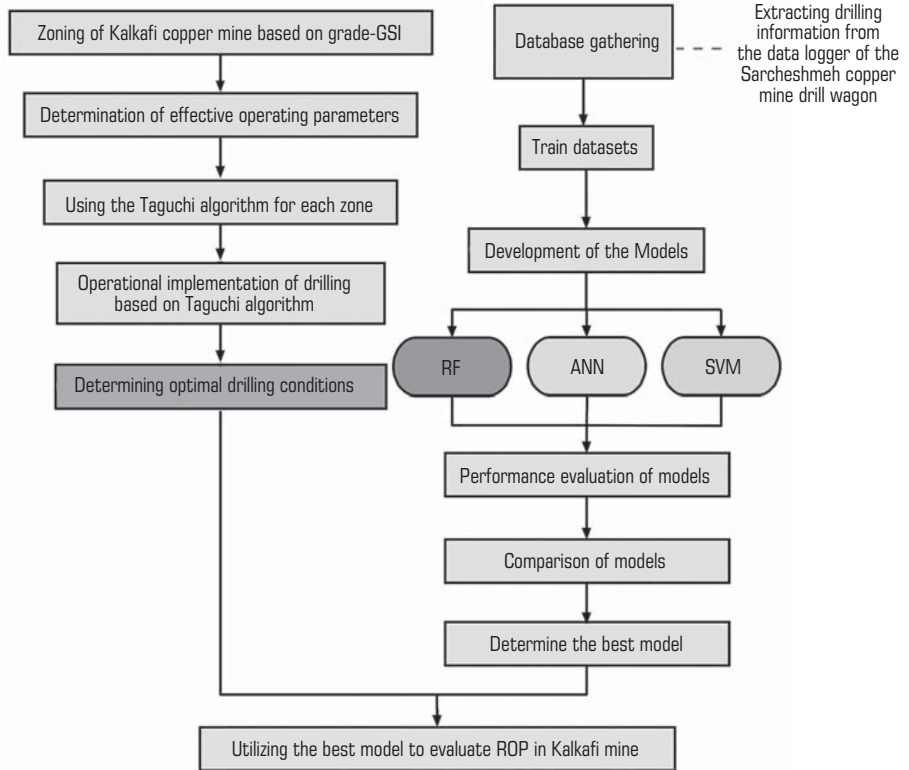 Zoning of Kalkafi copper mine based on grade-GSI
Determination of effective operating parameters
Using the Taguchi algorithm for each zone
Operational implementation of drilling
based on Taguchi algorithm
Determining optimal drilling conditions
Database gathering
Extracting drilling
information from
the data logger of the
Sarcheshmeh copper
mine drill wagon
Train datasets
Development of the Models
RF
ANN
SVM
Performance evaluation of models
Comparison of models
Determine the best model
Utilizing the best model to evaluate ROP in Kalkafi mine